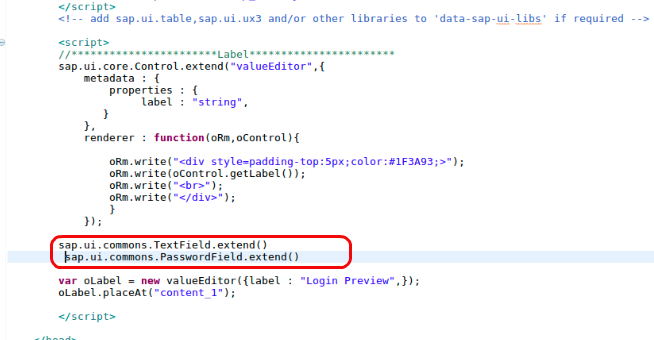 </script>
<!-- add sap.ui.table,sap.ui.ux3 and/or other libraries to 'data-sap-ui-libs' if required -->
<script>
//***********************Label***********************
sap.ui.core.Control.extend("valueEditor",{
metadata : {
properties : {
label : "string",
}
},
renderer : function(oRm,oControl){
oRm.write("<div style=padding-top:5px;color:#1F3A93;>");
oRm.write(oControl.getLabel());
oRm.write("<br>");
oRm.write("</div>");
}
});
sap.ui.commons.TextField.extend()
sap.ui.commons.PasswordField.extend()
var oLabel = new valueEditor({label : "Login Preview",});
oLabel.placeAt("content_1");
</script>
</head>